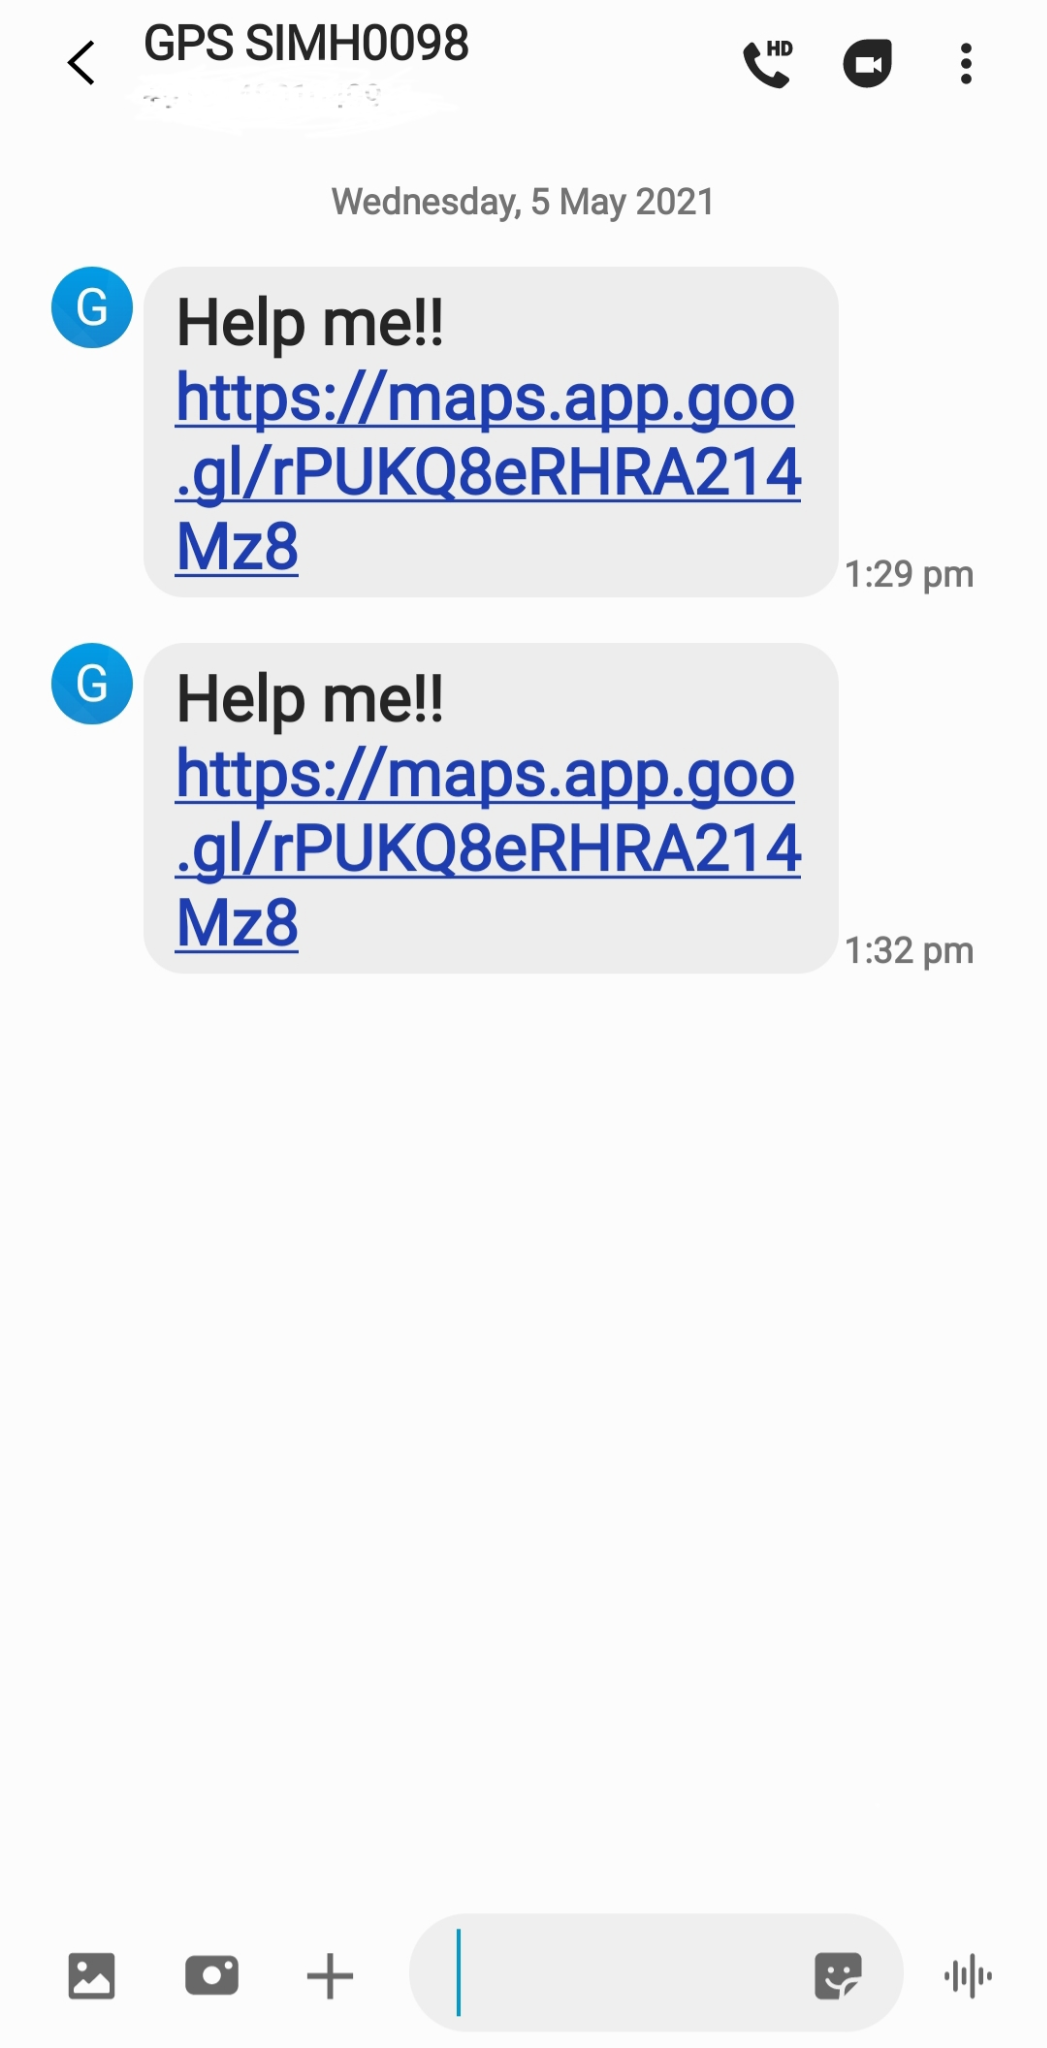 GPS SIMH0098
HD
Wednesday, 5 May 2021
G
Help me!!
https://maps.app.goo
.gl/rPUKQ8eRHRA214
Mz8
1:29 pm
G
Help me!!
https://maps.app.goo
.gl/rPUKQ8eRHRA214
Mz8
1:32 pm